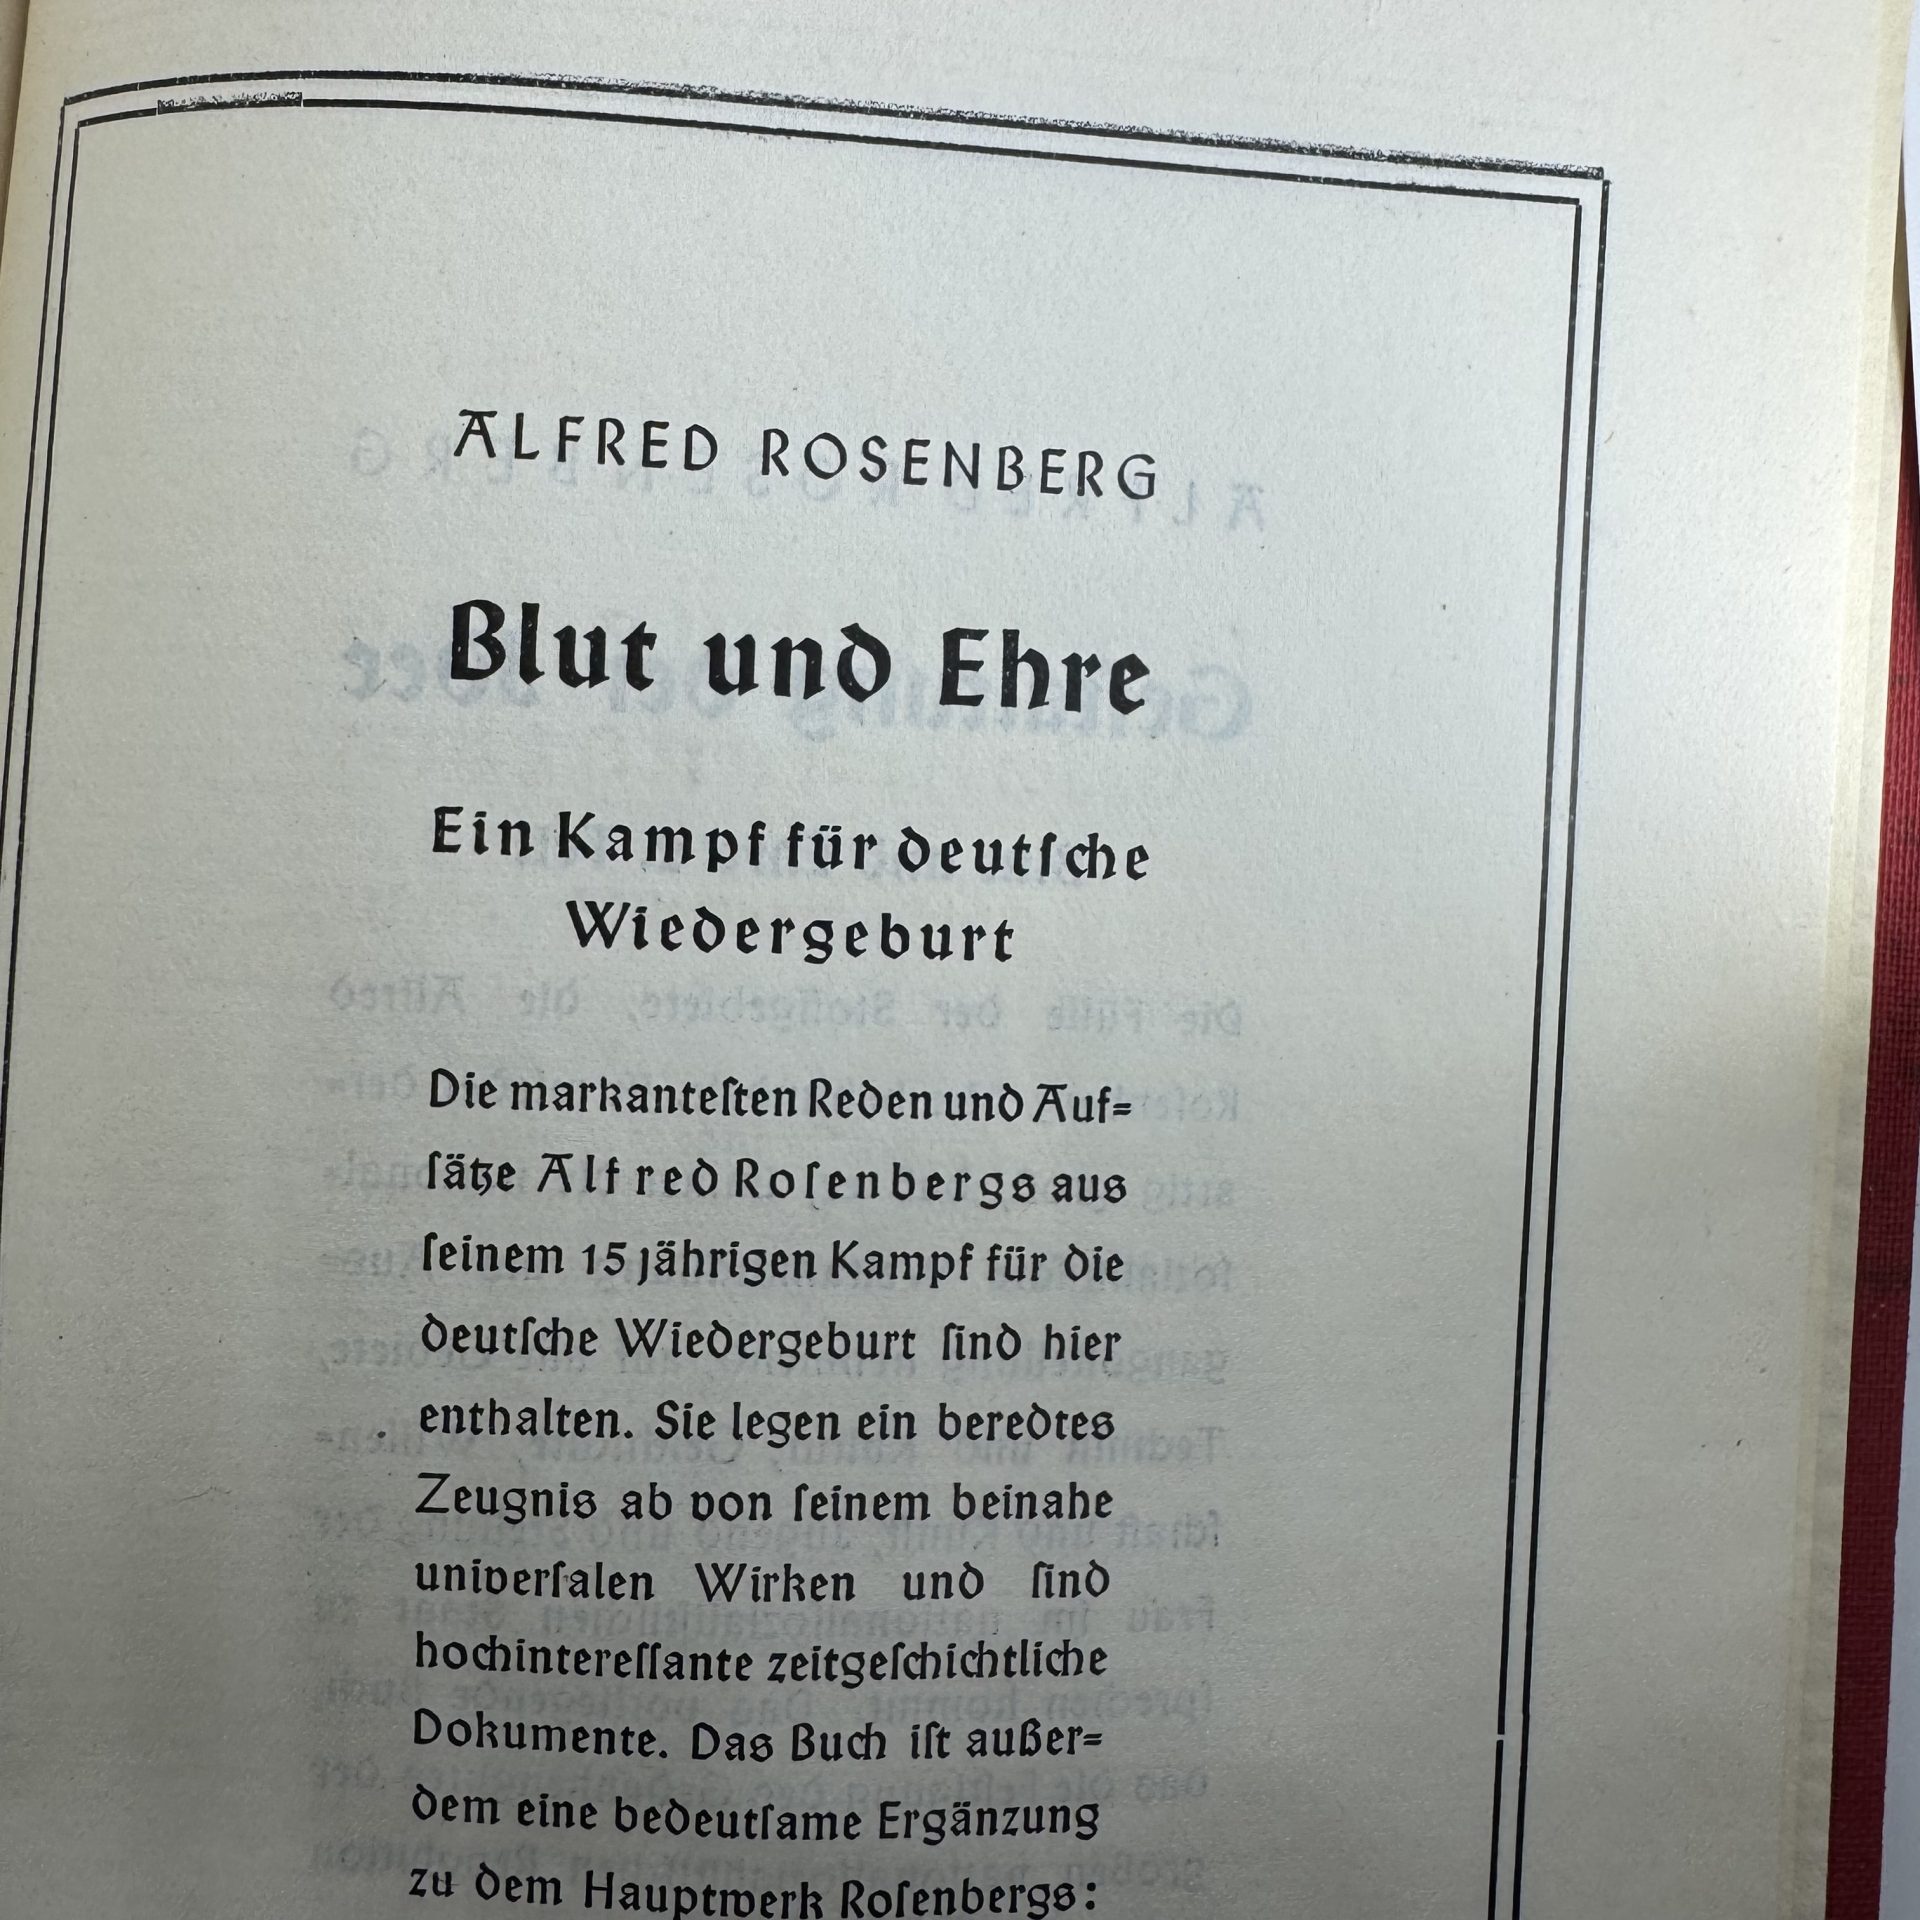 ALFRED ROSENBERG
Blut und Ehre
Ein Kampf für deutſche
Wiedergeburt
Die markanteſten Reden und Auf=
ſätze Alfred Roſenbergs aus
ſeinem 15 jährigen Kampf für die
deutſche Wiedergeburt ſind hier
enthalten. Sie legen ein beredtes
Zeugnis ab von ſeinem beinahe
univerſalen Wirken und ſind
hochintereſſante zeitgeſchichtliche
Dokumente. Das Buch iſt außer=
dem eine bedeutſame Ergänzung
zu dem Hauptwerk Roſenbergs: